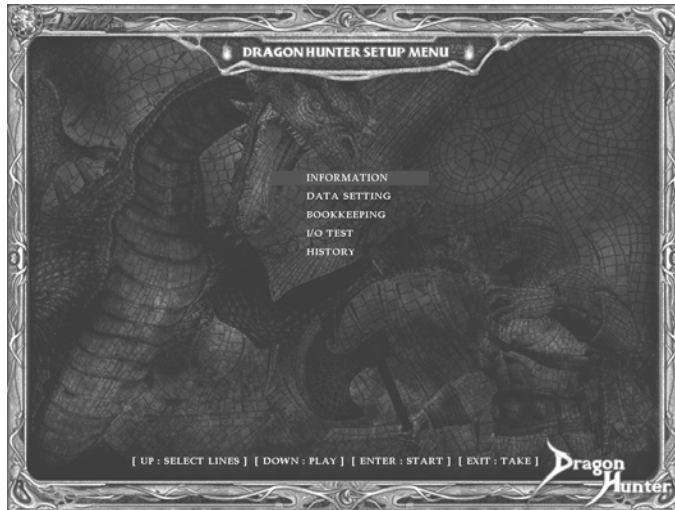 DRAGON HUNTER SETUP MENU
INFORMATION
DATA SETTING
BOOKKEEPING
I/O TEST
HISTORY
[ UP : SELECT LINES ] [ DOWN : PLAY ] [ ENTER : START ] [ EXIT : TAKE ]
Dragon
Hunter